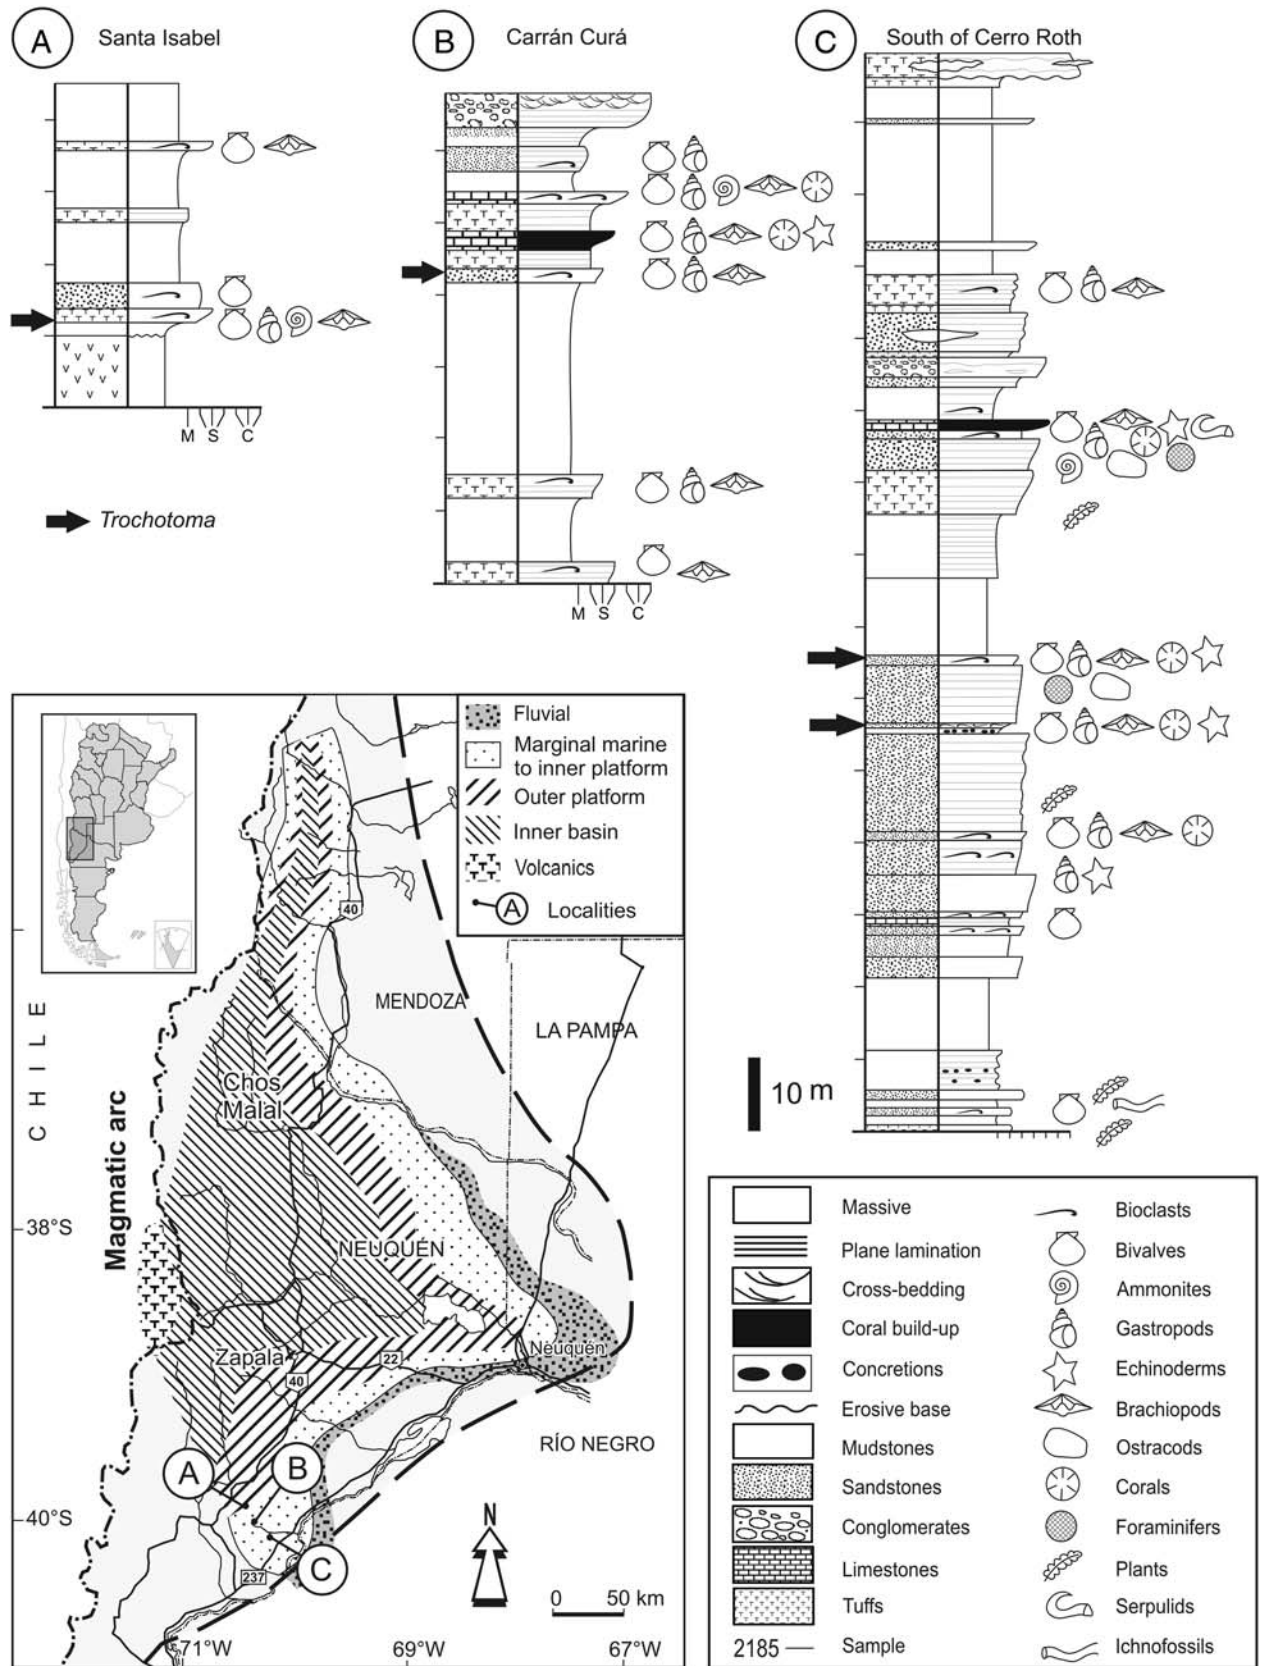 A Santa Isabel
M S C
Trochotoma
B Carrán Curá
M S C
C South of Cerro Roth
10 m
Fluvial
Marginal marine
to inner platform
Outer platform
Inner basin
Volcanics
A Localities
CHILE
Magmatic arc
MENDOZA
LA PAMPA
Chos
Malal
NEUQUÉN
Zapala
Neuquén
RÍO NEGRO
40
22
40
237
A
B
C
N
0 50 km
38°S
40°S
71°W
69°W
67°W
Massive
Plane lamination
Cross-bedding
Coral build-up
Concretions
Erosive base
Mudstones
Sandstones
Conglomerates
Limestones
Tuffs
2185 Sample
Bioclasts
Bivalves
Ammonites
Gastropods
Echinoderms
Brachiopods
Ostracods
Corals
Foraminifers
Plants
Serpulids
Ichnofossils